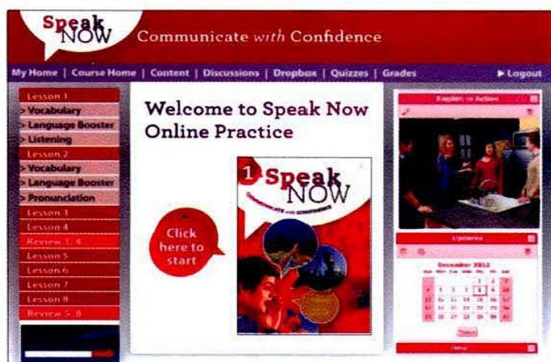 Speak
NOW
Communicate with Confidence
My Home | Course Home | Content | Discussions | Dropbox | Quizzes | Grades
▶ Logout
Lesson 1
> Vocabulary
> Language Booster
> Listening
Lesson 2
> Vocabulary
> Language Booster
> Pronunciation
Lesson 3
Lesson 4
Review 1-4
Lesson 5
Lesson 6
Lesson 7
Lesson 8
Review 5-8
Welcome to Speak Now
Online Practice
Click
here to
start
1
Speak
NOW
COMMUNICATE WITH CONFIDENCE
English in Action
Updates
December 2012